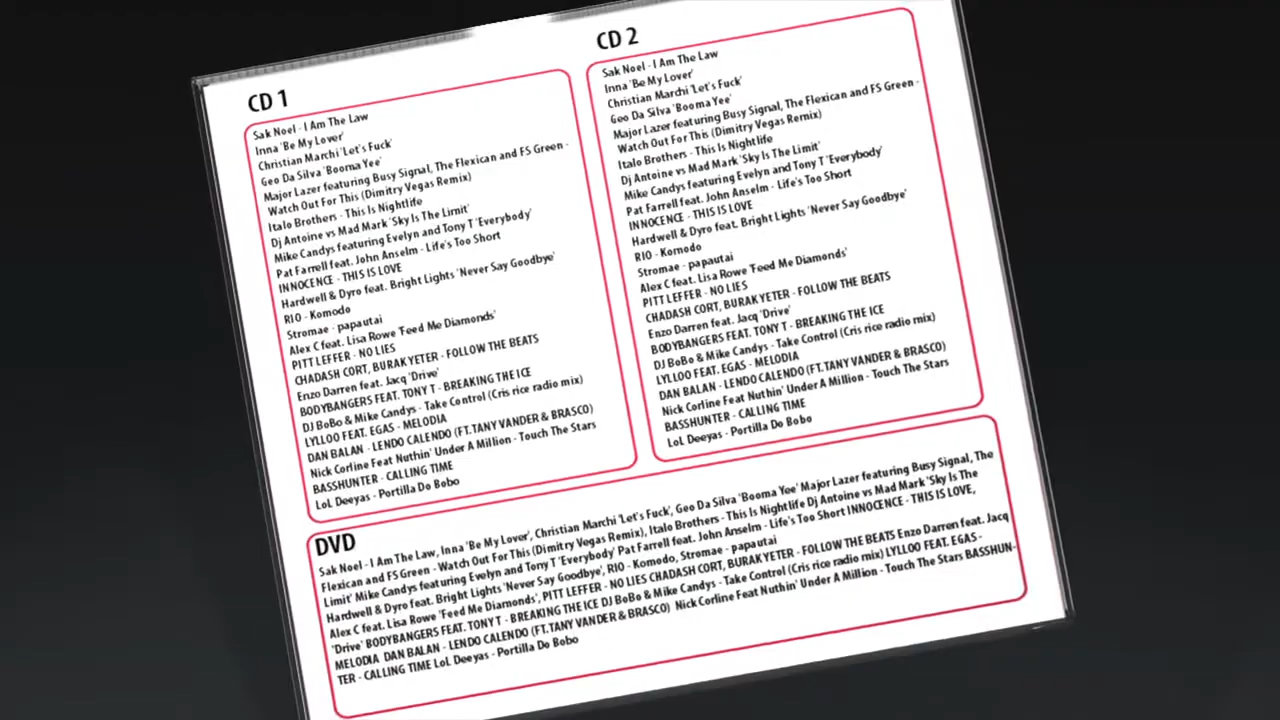 CD 1
Sak Noel - I Am The Law
Inna 'Be My Lover'
Christian Marchi 'Let's Fuck'
Geo Da Silva 'Booma Yee'
Major Lazer featuring Busy Signal, The Flexican and FS Green -
Watch Out For This (Dimitry Vegas Remix)
Italo Brothers - This Is Nightlife
Dj Antoine vs Mad Mark 'Sky Is The Limit'
Mike Candys featuring Evelyn and Tony T 'Everybody'
Pat Farrell feat. John Anselm - Life's Too Short
INNOCENCE - THIS IS LOVE
Hardwell & Dyro feat. Bright Lights 'Never Say Goodbye'
RIO - Komodo
Stromae - papautai
Alex C feat. Lisa Rowe 'Feed Me Diamonds'
PITT LEFFER - NO LIES
CHADASH CORT, BURAK YETER - FOLLOW THE BEATS
Enzo Darren feat. Jacq 'Drive'
BODYBANGERS FEAT. TONY T - BREAKING THE ICE
DJ BoBo & Mike Candys - Take Control (Cris rice radio mix)
LYLLOO FEAT. EGAS - MELODIA
DAN BALAN - LENDO CALENDO (FT.TANY VANDER & BRASCO)
Nick Corline Feat Nuthin' Under A Million - Touch The Stars
BASSHUNTER - CALLING TIME
LoL Deeyas - Portilla Do Bobo
CD 2
Sak Noel - I Am The Law
Inna 'Be My Lover'
Christian Marchi 'Let's Fuck'
Geo Da Silva 'Booma Yee'
Major Lazer featuring Busy Signal, The Flexican and FS Green -
Watch Out For This (Dimitry Vegas Remix)
Italo Brothers - This Is Nightlife
Dj Antoine vs Mad Mark 'Sky Is The Limit'
Mike Candys featuring Evelyn and Tony T 'Everybody'
Pat Farrell feat. John Anselm - Life's Too Short
INNOCENCE - THIS IS LOVE
Hardwell & Dyro feat. Bright Lights 'Never Say Goodbye'
RIO - Komodo
Stromae - papautai
Alex C feat. Lisa Rowe 'Feed Me Diamonds'
PITT LEFFER - NO LIES
CHADASH CORT, BURAK YETER - FOLLOW THE BEATS
Enzo Darren feat. Jacq 'Drive'
BODYBANGERS FEAT. TONY T - BREAKING THE ICE
DJ BoBo & Mike Candys - Take Control (Cris rice radio mix)
LYLLOO FEAT. EGAS - MELODIA
DAN BALAN - LENDO CALENDO (FT.TANY VANDER & BRASCO)
Nick Corline Feat Nuthin' Under A Million - Touch The Stars
BASSHUNTER - CALLING TIME
LoL Deeyas - Portilla Do Bobo
DVD
Sak Noel - I Am The Law, Inna 'Be My Lover', Christian Marchi 'Let's Fuck', Geo Da Silva 'Booma Yee' Major Lazer featuring Busy Signal, The
Flexican and FS Green - Watch Out For This (Dimitry Vegas Remix), Italo Brothers - This Is Nightlife Dj Antoine vs Mad Mark 'Sky Is The
Limit' Mike Candys featuring Evelyn and Tony T 'Everybody' Pat Farrell feat. John Anselm - Life's Too Short INNOCENCE - THIS IS LOVE,
Hardwell & Dyro feat. Bright Lights 'Never Say Goodbye', RIO - Komodo, Stromae - papautai
Alex C feat. Lisa Rowe 'Feed Me Diamonds', PITT LEFFER - NO LIES CHADASH CORT, BURAK YETER - FOLLOW THE BEATS Enzo Darren feat. Jacq
'Drive' BODYBANGERS FEAT. TONY T - BREAKING THE ICE DJ BoBo & Mike Candys - Take Control (Cris rice radio mix) LYLLOO FEAT. EGAS -
MELODIA DAN BALAN - LENDO CALENDO (FT.TANY VANDER & BRASCO) Nick Corline Feat Nuthin' Under A Million - Touch The Stars BASSHUN-
TER - CALLING TIME LoL Deeyas - Portilla Do Bobo